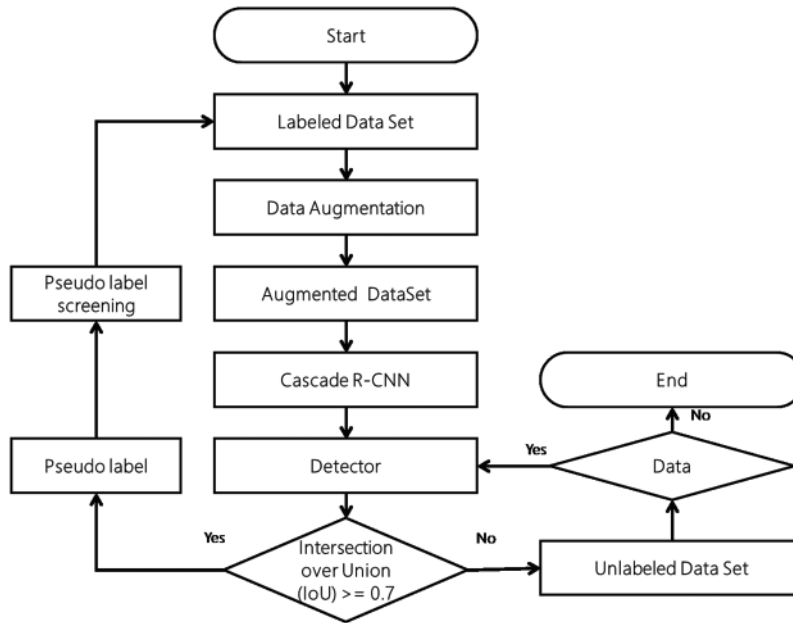 Start
Labeled Data Set
Data Augmentation
Pseudo label
screening
Augmented DataSet
Cascade R-CNN
End
No
Pseudo label
Detector
Yes
Data
Yes
Intersection
over Union
(IoU) >= 0.7
No
Unlabeled Data Set